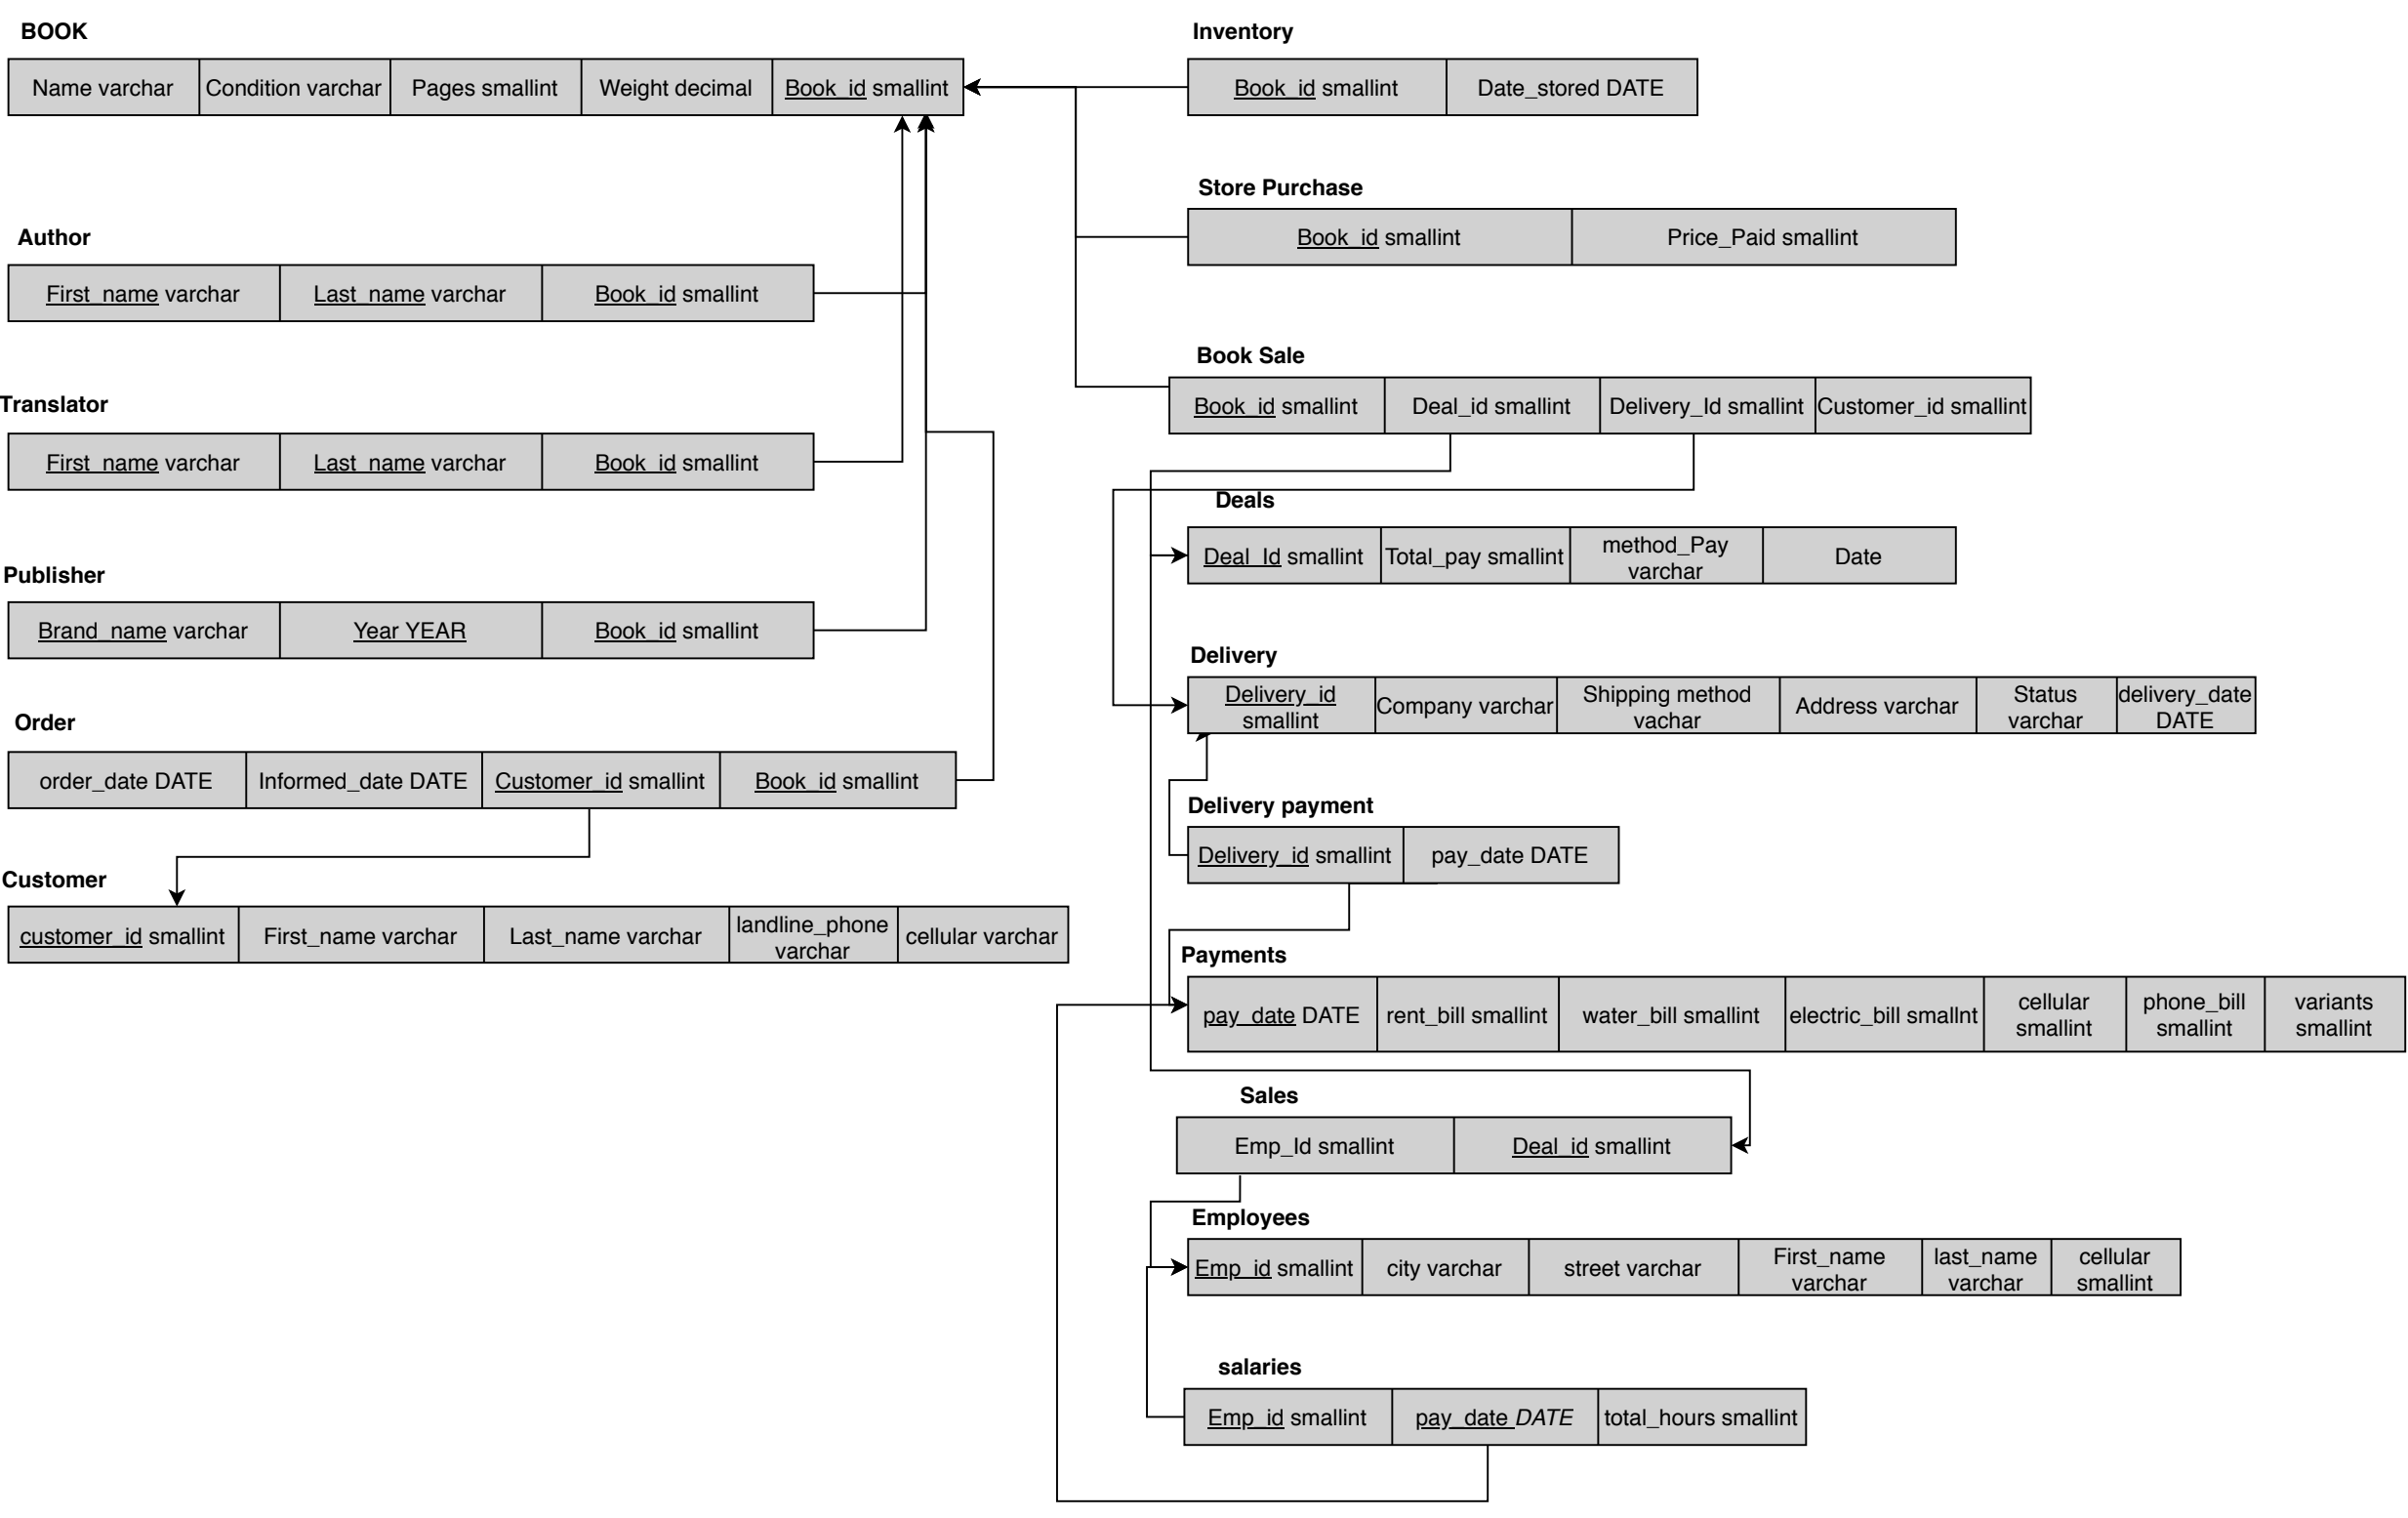 BOOK
Name varchar Condition varchar Pages smallint Weight decimal Book_id smallint
Author
First_name varchar Last_name varchar Book_id smallint
Translator
First_name varchar Last_name varchar Book_id smallint
Publisher
Brand_name varchar Year YEAR Book_id smallint
Order
order_date DATE Informed_date DATE Customer_id smallint Book_id smallint
Customer
customer_id smallint First_name varchar Last_name varchar landline_phone varchar cellular varchar
Inventory
Book_id smallint Date_stored DATE
Store Purchase
Book_id smallint Price_Paid smallint
Book Sale
Book_id smallint Deal_id smallint Delivery_Id smallint Customer_id smallint
Deals
Deal_Id smallint Total_pay smallint method_Pay varchar Date
Delivery
Delivery_id smallint Company varchar Shipping method vachar Address varchar Status varchar delivery_date DATE
Delivery payment
Delivery_id smallint pay_date DATE
Payments
pay_date DATE rent_bill smallint water_bill smallint electric_bill smallnt cellular smallint phone_bill smallint variants smallint
Sales
Emp_Id smallint Deal_id smallint
Employees
Emp_id smallint city varchar street varchar First_name varchar last_name varchar cellular smallint
salaries
Emp_id smallint pay_date DATE total_hours smallint